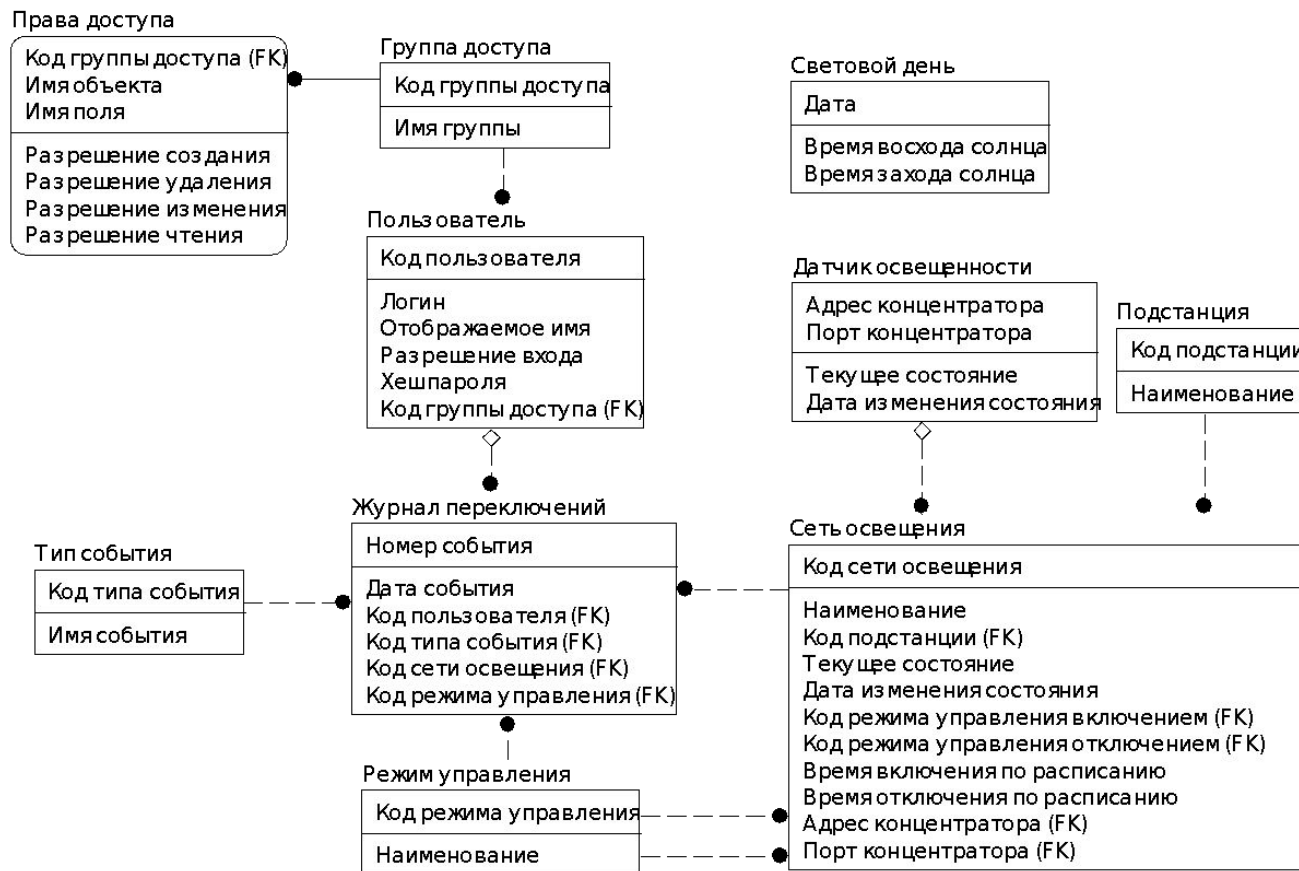 Права доступа
Код группы доступа (FK)
Имя объекта
Имя поля
Разрешение создания
Разрешение удаления
Разрешение изменения
Разрешение чтения
Группа доступа
Код группы доступа
Имя группы
Световой день
Дата
Время восхода солнца
Время захода солнца
Пользователь
Код пользователя
Логин
Отображаемое имя
Разрешение входа
Хешпароля
Код группы доступа (FK)
Датчик освещенности
Адрес концентратора
Порт концентратора
Текущее состояние
Дата изменения состояния
Подстанция
Код подстанции
Наименование
Тип события
Код типа события
Имя события
Журнал переключений
Номер события
Дата события
Код пользователя (FK)
Код типа события (FK)
Код сети освещения (FK)
Код режима управления (FK)
Сеть освещения
Код сети освещения
Наименование
Код подстанции (FK)
Текущее состояние
Дата изменения состояния
Код режима управления включением (FK)
Код режима управления отключением (FK)
Время включения по расписанию
Время отключения по расписанию
Адрес концентратора (FK)
Порт концентратора (FK)
Режим управления
Код режима управления
Наименование